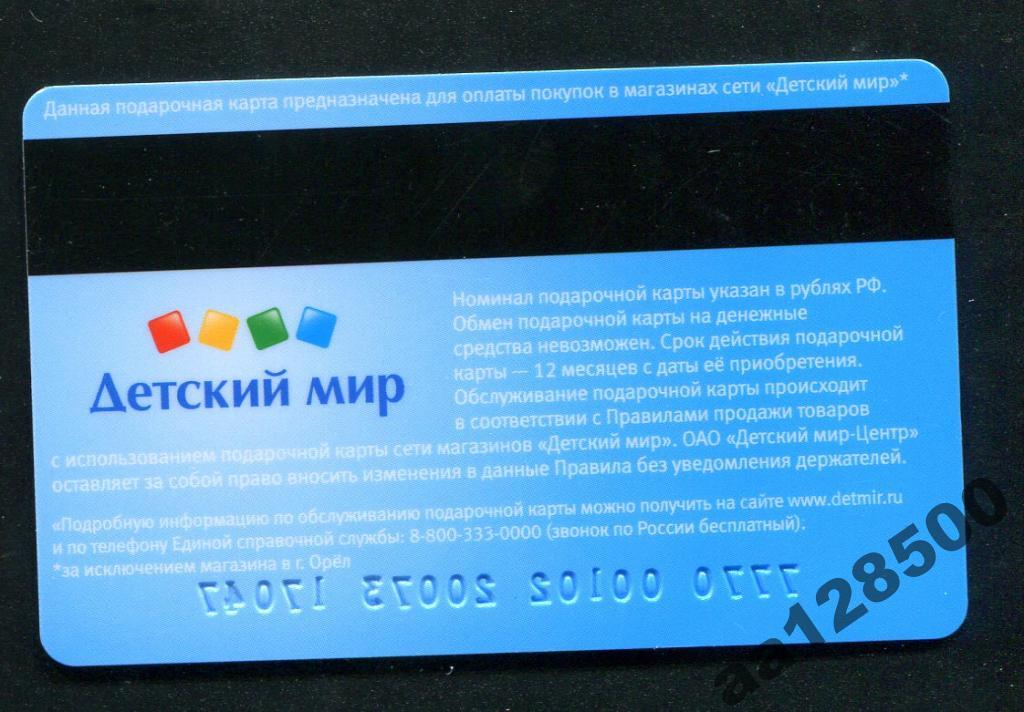 Данная подарочная карта предназначена для оплаты покупок в магазинах сети «Детский мир»*
Детский мир
Номинал подарочной карты указан в рублях РФ.
Обмен подарочной карты на денежные
средства невозможен. Срок действия подарочной
карты — 12 месяцев с даты её приобретения.
Обслуживание подарочной карты происходит
в соответствии с Правилами продажи товаров
с использованием подарочной карты сети магазинов «Детский мир». ОАО «Детский мир-Центр»
оставляет за собой право вносить изменения в данные Правила без уведомления держателей.
«Подробную информацию по обслуживанию подарочной карты можно получить на сайте www.detmir.ru
и по телефону Единой справочной службы: 8-800-333-0000 (звонок по России бесплатный).
*за исключением магазина в г. Орёл
7770 00102 20073 17047
aa128500